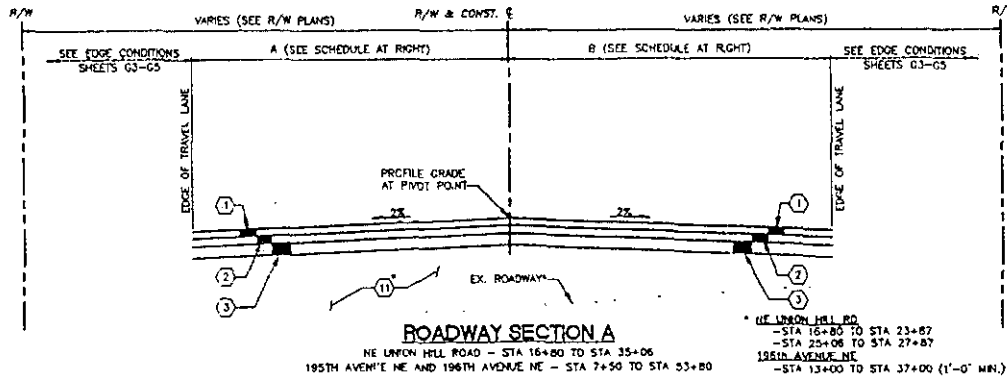 R/W
R/W & CONST. ℄
R/
VARIES (SEE R/W PLANS)
VARIES (SEE R/W PLANS)
SEE EDGE CONDITIONS
SHEETS G3-G5
A (SEE SCHEDULE AT RIGHT)
B (SEE SCHEDULE AT RIGHT)
SEE EDGE CONDITIONS
SHEETS G3-G5
EDGE OF TRAVEL LANE
EDGE OF TRAVEL LANE
PROFILE GRADE
AT PIVOT POINT
1
2%
2%
1
2
2
3
3
11*
EX. ROADWAY*
ROADWAY SECTION A
NE UNION HILL ROAD - STA 16+80 TO STA 35+06
195TH AVENUE NE AND 196TH AVENUE NE - STA 7+50 TO STA 53+80
* NE UNION HILL RD
-STA 16+80 TO STA 23+87
-STA 25+06 TO STA 27+87
196TH AVENUE NE
-STA 13+00 TO STA 37+00 (1'-0" MIN.)